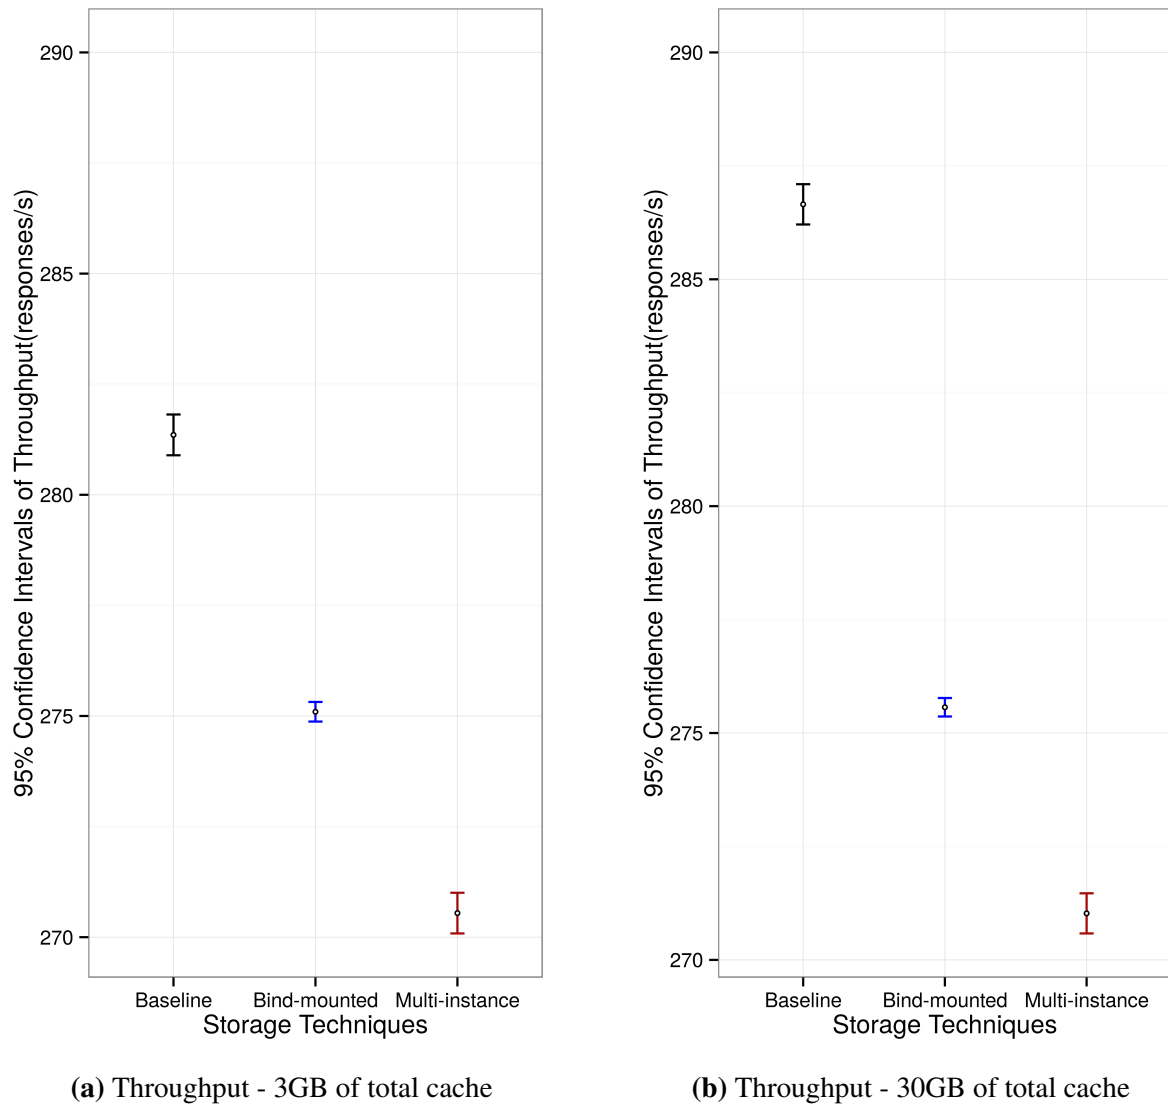 95% Confidence Intervals of Throughput(responses/s)
290
285
280
275
270
Baseline Bind-mounted Multi-instance
Storage Techniques
(a) Throughput - 3GB of total cache
95% Confidence Intervals of Throughput(responses/s)
290
285
280
275
270
Baseline Bind-mounted Multi-instance
Storage Techniques
(b) Throughput - 30GB of total cache